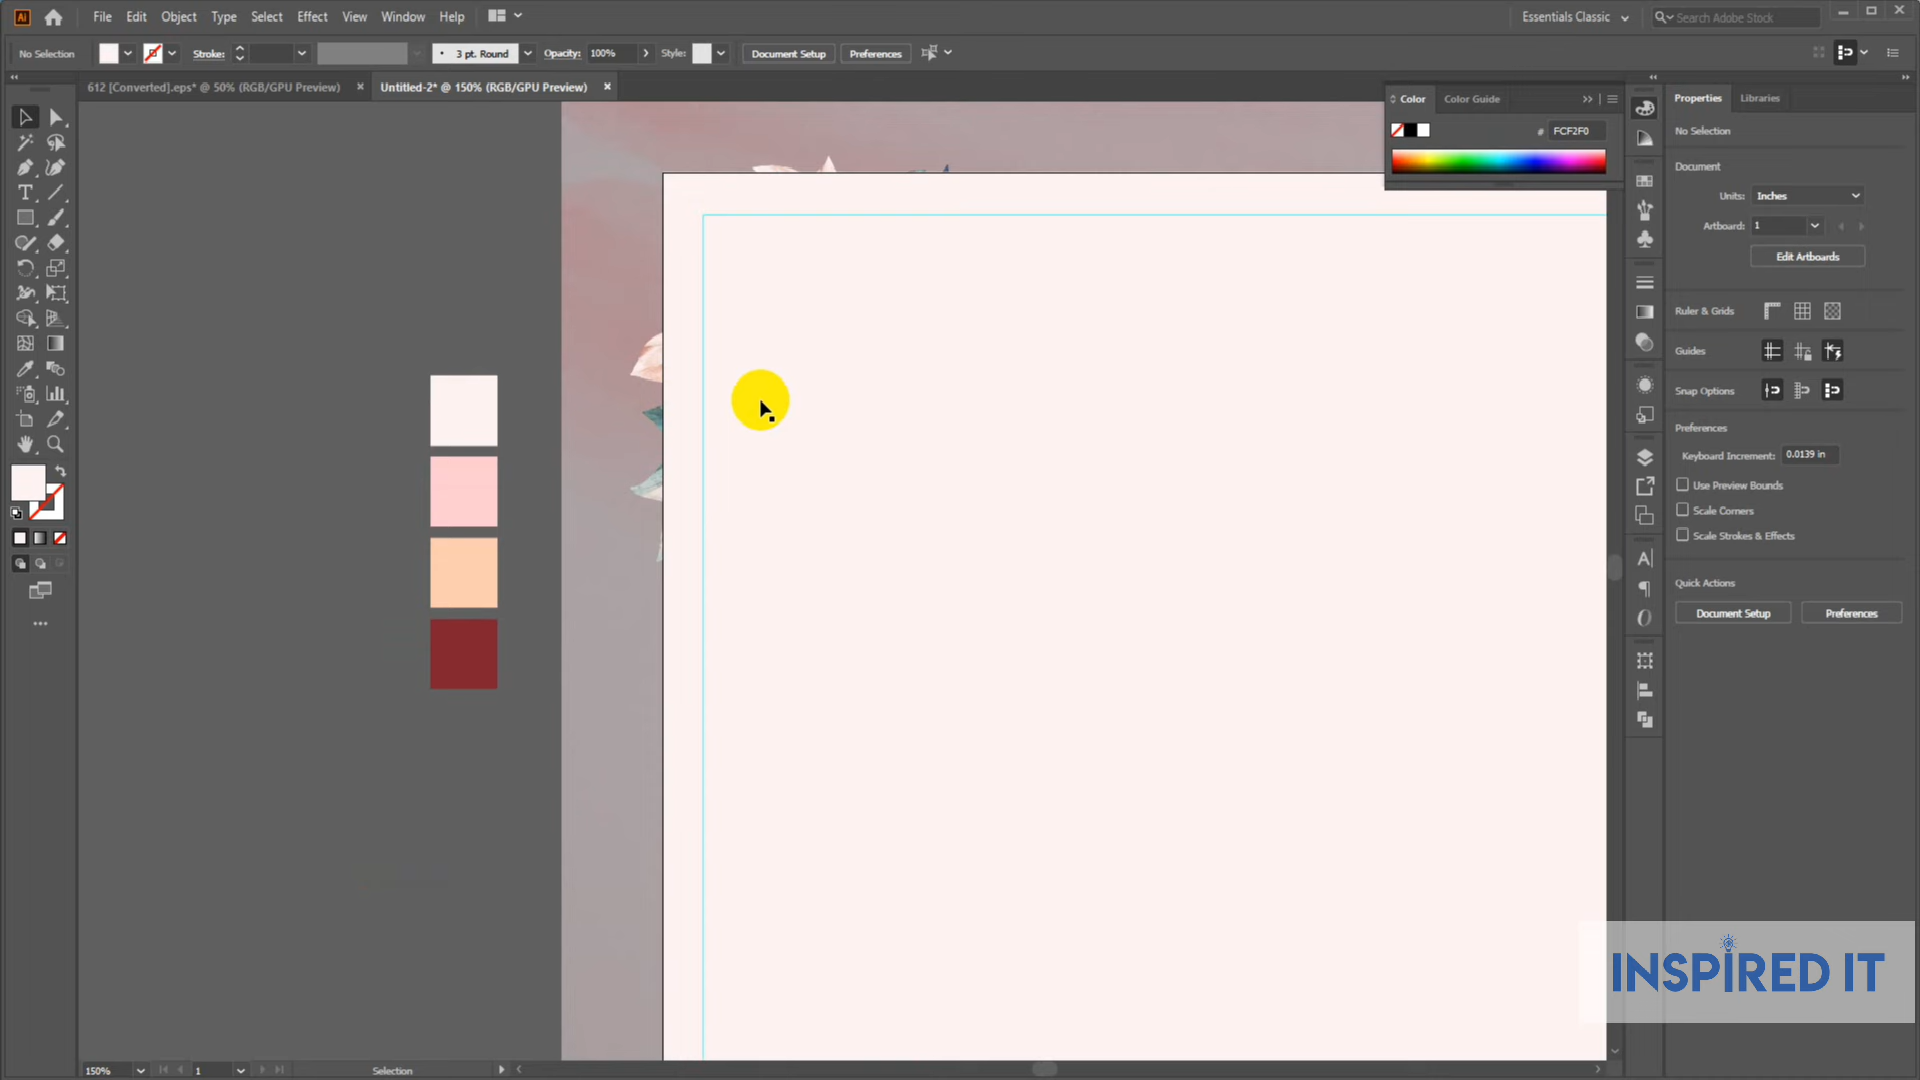 Ai File Edit Object Type Select Effect View Window Help Essentials Classic Search Adobe Stock
No Selection Stroke: 3 pt. Round Opacity: 100% Style: Document Setup Preferences
612 [Converted].eps* @ 50% (RGB/GPU Preview) × Untitled-2* @ 150% (RGB/GPU Preview) ×
Color Color Guide
# FCF2F0
Properties Libraries
No Selection
Document
Units: Inches
Artboard: 1
Edit Artboards
Ruler & Grids
Guides
Snap Options
Preferences
Keyboard Increment: 0.0139 in
Use Preview Bounds
Scale Corners
Scale Strokes & Effects
Quick Actions
Document Setup Preferences
INSPIRED IT
150% 1 Selection